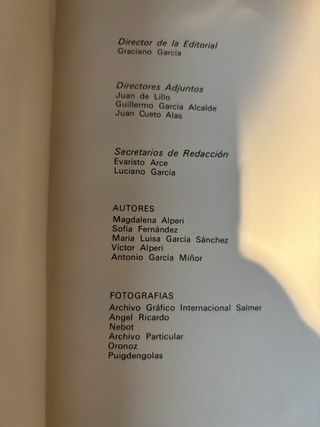 Director de la Editorial
Graciano García
Directores Adjuntos
Juan de Lillo
Guillermo García Alcalde
Juan Cueto Alas
Secretarios de Redacción
Evaristo Arce
Luciano García
AUTORES
Magdalena Alperi
Sofía Fernández
María Luisa García Sánchez
Víctor Alperi
Antonio García Miñor
FOTOGRAFIAS
Archivo Gráfico Internacional Salmer
Angel Ricardo
Nebot
Archivo Particular
Oronoz
Puigdengolas